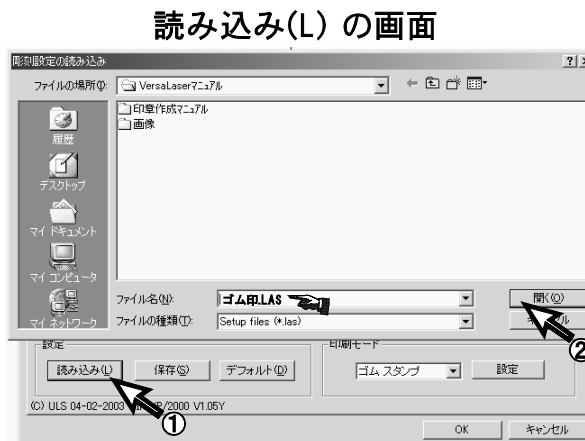 読み込み(L) の画面
彫刻設定の読み込み
ファイルの場所(I):
VersaLaserマニュアル
印章作成マニュアル
画像
履歴
デスクトップ
マイ ドキュメント
マイ コンピュータ
マイ ネットワーク
ファイル名(N):
ゴム印.LAS
開(O)
ファイルの種類(T):
Setup files (*.las)
②
設定
印刷モード
読み込み(L)
保存(S)
デフォルト(D)
ゴム スタンプ
設定
(C) ULS 04-02-2003
/2000 V1.05Y
①
OK
キャンセル